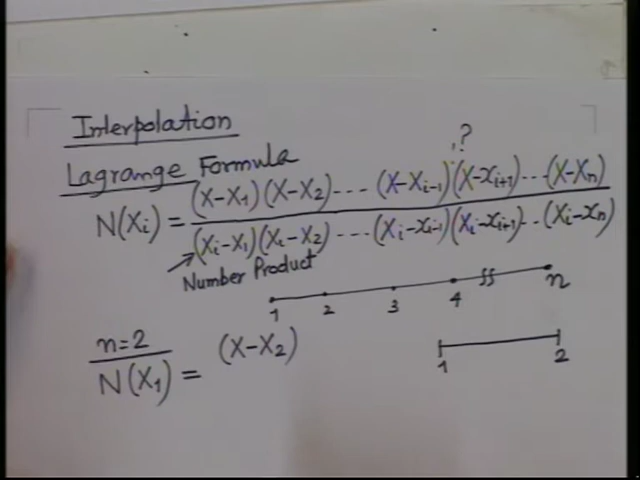 Interpolation
Lagrange Formula
,?
N(Xi) = (X-X1)(X-X2)---(X-Xi-1)(X-xi+1)---(X-Xn)
(Xi-X1)(Xi-X2)----(Xi-xi-1)(Xi-xi+1)--(Xi-xn)
Number Product
1 2 3 4 n
n=2
N(X1) = (X-X2)
1 2